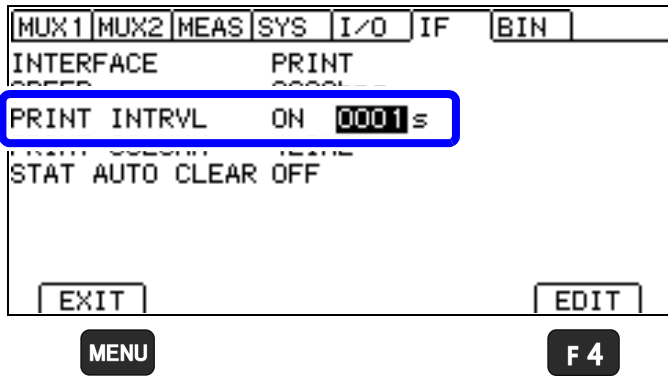 MUX1 MUX2 MEAS SYS I/O IF BIN
INTERFACE PRINT
PRINT INTRVL ON 0001s
STAT AUTO CLEAR OFF
EXIT EDIT
MENU F4